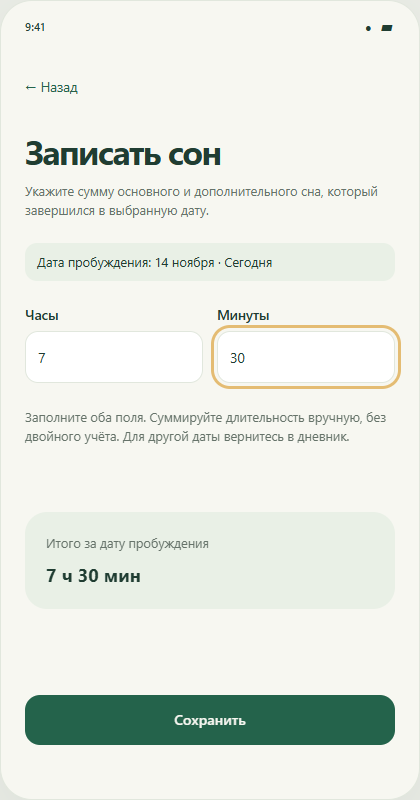 9:41
← Назад
Записать сон
Укажите сумму основного и дополнительного сна, который
завершился в выбранную дату.
Дата пробуждения: 14 ноября · Сегодня
Часы
Минуты
7
30
Заполните оба поля. Суммируйте длительность вручную, без
двойного учёта. Для другой даты вернитесь в дневник.
Итого за дату пробуждения
7 ч 30 мин
Сохранить